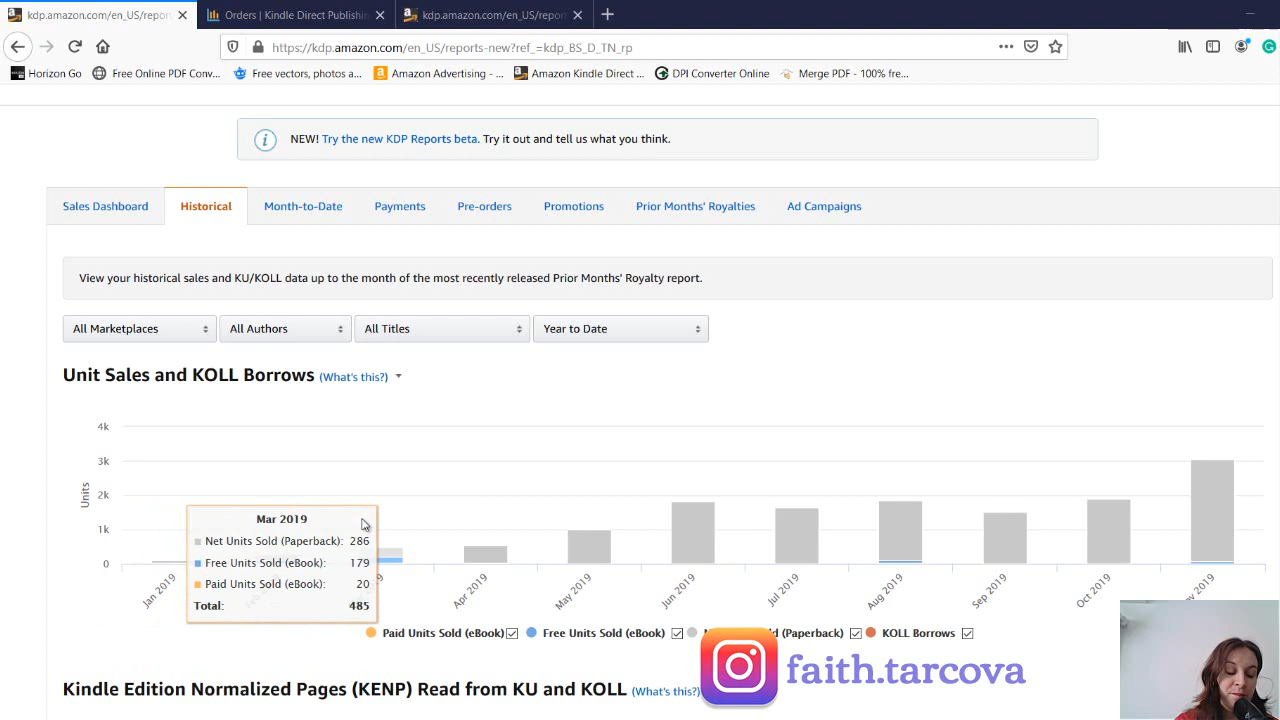 kdp.amazon.com/en_US/repor
Orders | Kindle Direct Publishin
kdp.amazon.com/en_US/report
https://kdp.amazon.com/en_US/reports-new?ref_=kdp_BS_D_TN_rp
Horizon Go
Free Online PDF Conv...
Free vectors, photos a...
Amazon Advertising - ...
Amazon Kindle Direct ...
DPI Converter Online
Merge PDF - 100% fre...
NEW! Try the new KDP Reports beta. Try it out and tell us what you think.
Sales Dashboard
Historical
Month-to-Date
Payments
Pre-orders
Promotions
Prior Months' Royalties
Ad Campaigns
View your historical sales and KU/KOLL data up to the month of the most recently released Prior Months' Royalty report.
All Marketplaces
All Authors
All Titles
Year to Date
Unit Sales and KOLL Borrows (What's this?)
4k
3k
2k
1k
0
Units
Mar 2019
Net Units Sold (Paperback): 286
Free Units Sold (eBook): 179
Paid Units Sold (eBook): 20
Total: 485
Jan 2019
Apr 2019
May 2019
Jun 2019
Jul 2019
Aug 2019
Sep 2019
Oct 2019
ov 2019
Paid Units Sold (eBook)
Free Units Sold (eBook)
d (Paperback)
KOLL Borrows
faith.tarcova
Kindle Edition Normalized Pages (KENP) Read from KU and KOLL (What's this?)